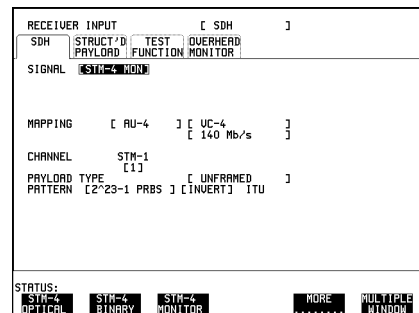 RECEIVER INPUT [ SDH ]
SDH STRUCT'D PAYLOAD TEST FUNCTION OVERHEAD MONITOR
SIGNAL [STM-4 MON]
MAPPING [ AU-4 ] [ VC-4 ]
[ 140 Mb/s ]
CHANNEL STM-1
[1]
PAYLOAD TYPE [ UNFRAMED ]
PATTERN [2^23-1 PRBS ] [INVERT] ITU
STATUS:
STM-4 OPTICAL STM-4 BINARY STM-4 MONITOR MORE ........ MULTIPLE WINDOW